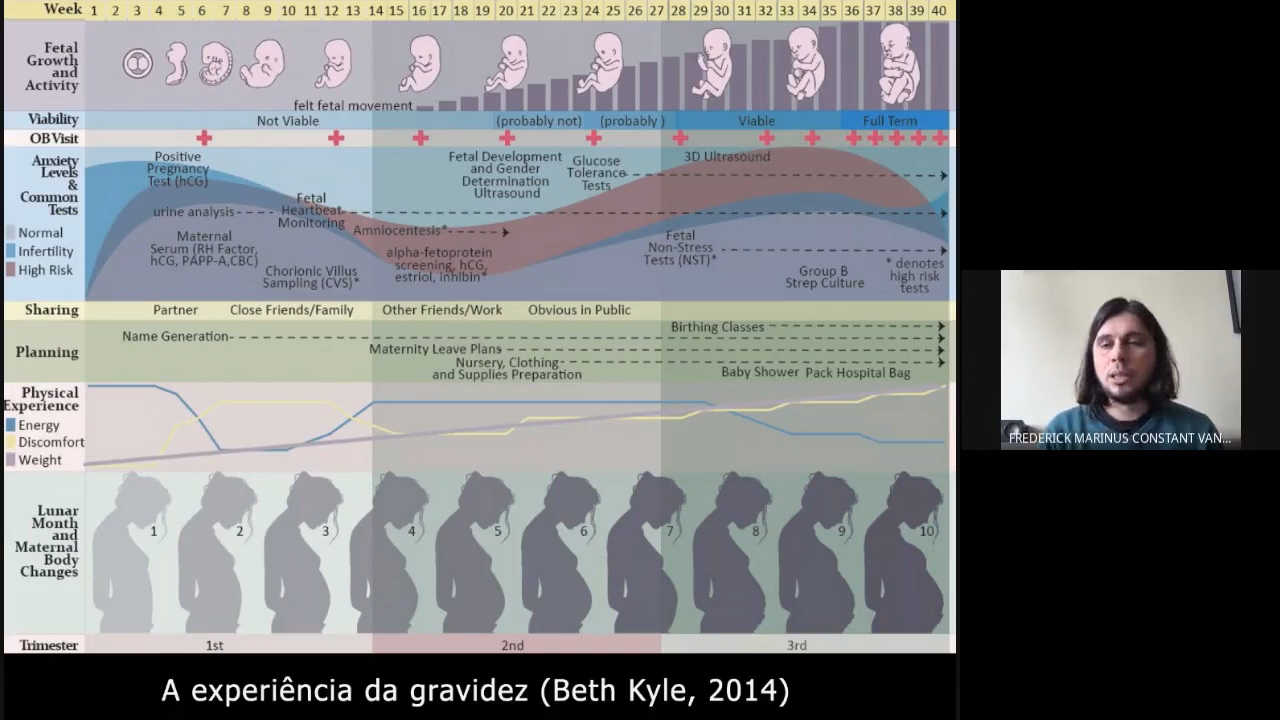 Week 1 2 3 4 5 6 7 8 9 10 11 12 13 14 15 16 17 18 19 20 21 22 23 24 25 26 27 28 29 30 31 32 33 34 35 36 37 38 39 40
Fetal
Growth
and
Activity
felt fetal movement
Viability Not Viable (probably not) (probably ) Viable Full Term
OB Visit
Anxiety
Levels
&
Common
Tests
Normal
Infertility
High Risk
Positive
Pregnancy
Test (hCG)
urine analysis
Maternal
Serum (RH Factor,
hCG, PAPP-A,CBC)
Fetal
Heartbeat
Monitoring
Chorionic Villus
Sampling (CVS)*
Amniocentesis*
alpha-fetoprotein
screening, hCG,
estriol, inhibin*
Fetal Development
and Gender
Determination
Ultrasound
Glucose
Tolerance
Tests
3D Ultrasound
Fetal
Non-Stress
Tests (NST)*
Group B
Strep Culture
* denotes
high risk
tests
Sharing Partner Close Friends/Family Other Friends/Work Obvious in Public
Planning
Name Generation
Maternity Leave Plans
Nursery, Clothing
and Supplies Preparation
Birthing Classes
Baby Shower Pack Hospital Bag
Physical
Experience
Energy
Discomfort
Weight
Lunar
Month
and
Maternal
Body
Changes
1 2 3 4 5 6 7 8 9 10
Trimester 1st 2nd 3rd
A experiência da gravidez (Beth Kyle, 2014)
FREDERICK MARINUS CONSTANT VAN...